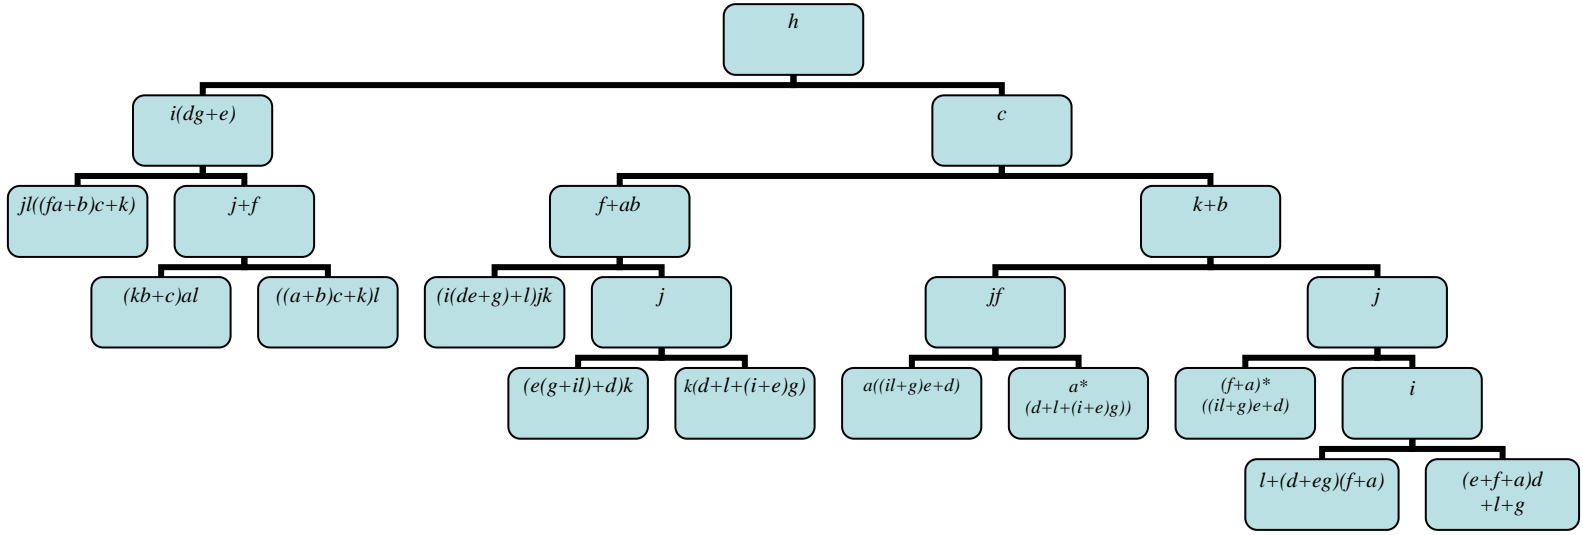 h
i(dg+e)
c
jl((fa+b)c+k)
j+f
f+ab
k+b
(kb+c)al
((a+b)c+k)l
(i(de+g)+l)jk
j
jf
j
(e(g+il)+d)k
k(d+l+(i+e)g)
a((il+g)e+d)
a*
(d+l+(i+e)g))
(f+a)*
((il+g)e+d)
i
l+(d+eg)(f+a)
(e+f+a)d
+l+g